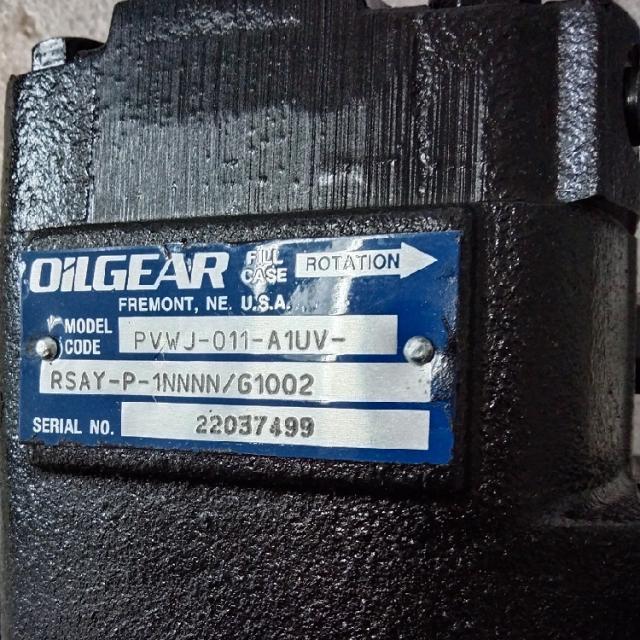 OILGEAR FILL CASE ROTATION
FREMONT, NE. U.S.A.
MODEL CODE PVWJ-011-A1UV-
RSAY-P-1NNNN/G1002
SERIAL NO. 22037499